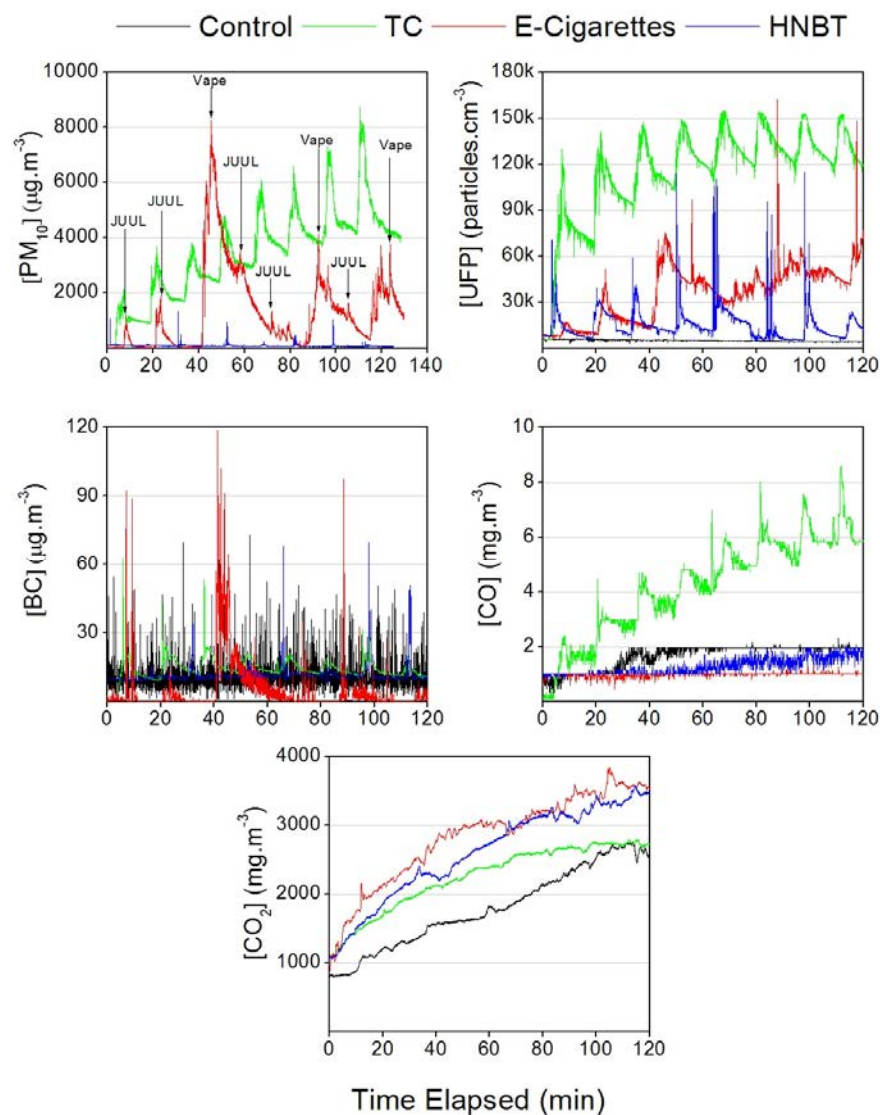 Control TC E-Cigarettes HNBT
10000
8000
6000
4000
2000
0
[PM10] (μg.m-3)
Vape
JUUL
JUUL
JUUL
Vape
Vape
JUUL
JUUL
0 20 40 60 80 100 120 140
180k
150k
120k
90k
60k
30k
[UFP] (particles.cm-3)
0 20 40 60 80 100 120
120
90
60
30
[BC] (μg.m-3)
0 20 40 60 80 100 120
10
8
6
4
2
[CO] (mg.m-3)
0 20 40 60 80 100 120
4000
3000
2000
1000
[CO2] (mg.m-3)
0 20 40 60 80 100 120
Time Elapsed (min)